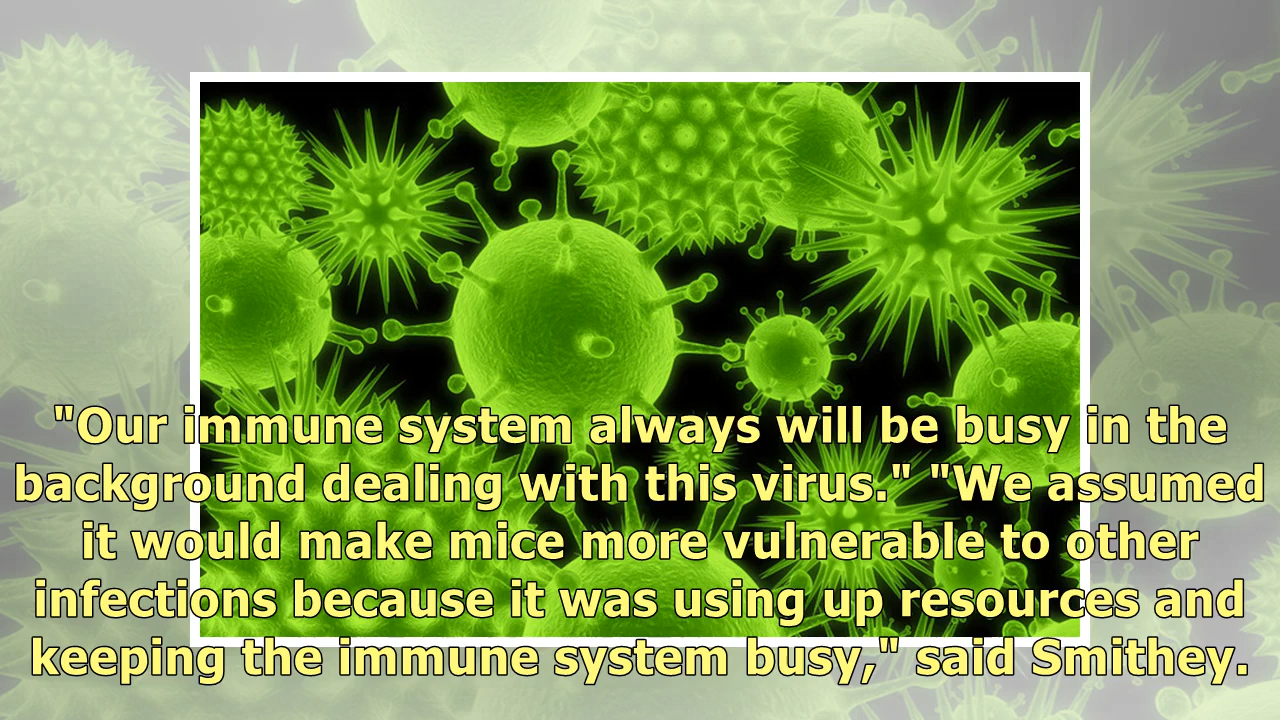 "Our immune system always will be busy in the
background dealing with this virus." "We assumed
it would make mice more vulnerable to other
infections because it was using up resources and
keeping the immune system busy," said Smithey.